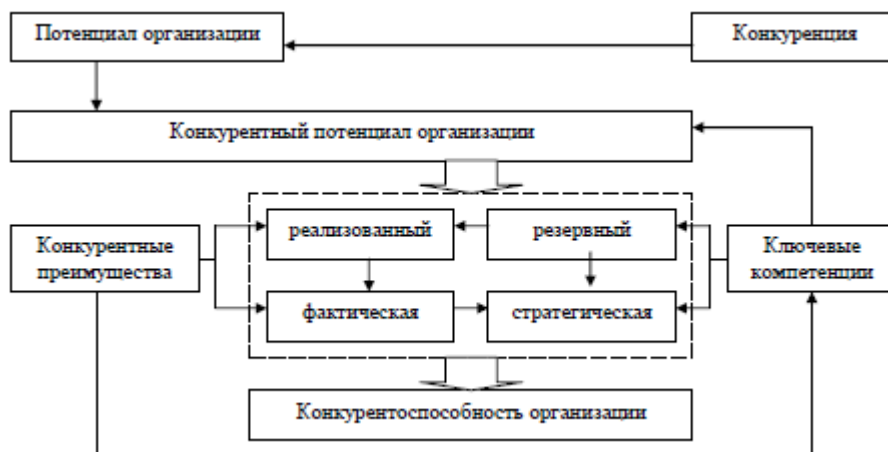 Потенциал организации
Конкуренция
Конкурентный потенциал организации
реализованный
резервный
Конкурентные
преимущества
Ключевые
компетенции
фактическая
стратегическая
Конкурентоспособность организации